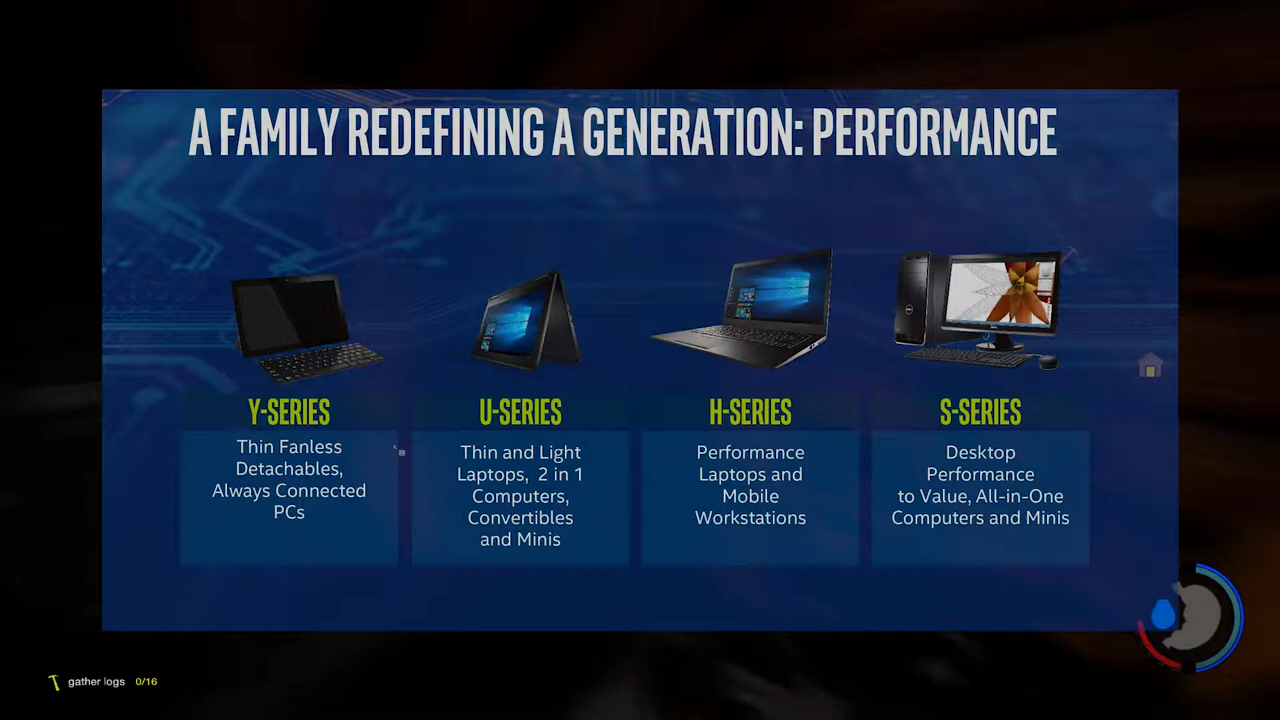 A FAMILY REDEFINING A GENERATION: PERFORMANCE
Y-SERIES
Thin Fanless
Detachables,
Always Connected
PCs
U-SERIES
Thin and Light
Laptops, 2 in 1
Computers,
Convertibles
and Minis
H-SERIES
Performance
Laptops and
Mobile
Workstations
S-SERIES
Desktop
Performance
to Value, All-in-One
Computers and Minis
gather logs 0/16